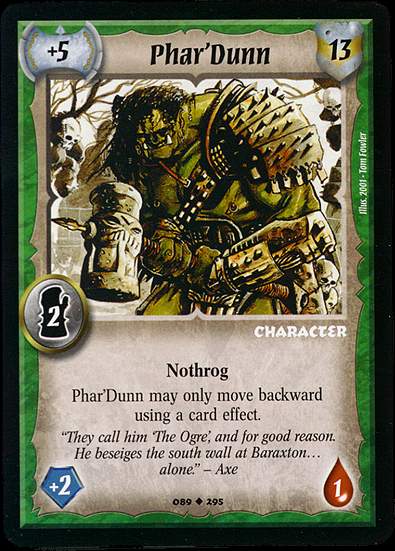 +5
Phar'Dunn
13
Illus. 2001 • Tom Fowler
2
CHARACTER
Nothrog
Phar'Dunn may only move backward
using a card effect.
"They call him 'The Ogre', and for good reason.
He beseiges the south wall at Baraxton…
alone." – Axe
+2
089 ◆ 295
1